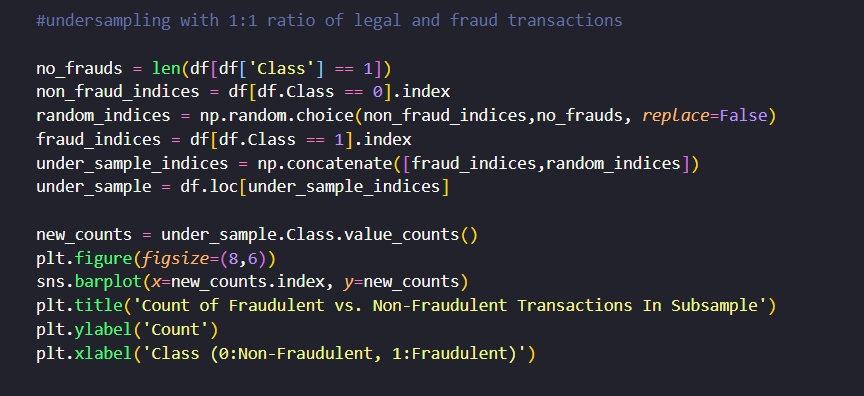 #undersampling with 1:1 ratio of legal and fraud transactions
no_frauds = len(df[df['Class'] == 1])
non_fraud_indices = df[df.Class == 0].index
random_indices = np.random.choice(non_fraud_indices,no_frauds, replace=False)
fraud_indices = df[df.Class == 1].index
under_sample_indices = np.concatenate([fraud_indices,random_indices])
under_sample = df.loc[under_sample_indices]
new_counts = under_sample.Class.value_counts()
plt.figure(figsize=(8,6))
sns.barplot(x=new_counts.index, y=new_counts)
plt.title('Count of Fraudulent vs. Non-Fraudulent Transactions In Subsample')
plt.ylabel('Count')
plt.xlabel('Class (0:Non-Fraudulent, 1:Fraudulent)')